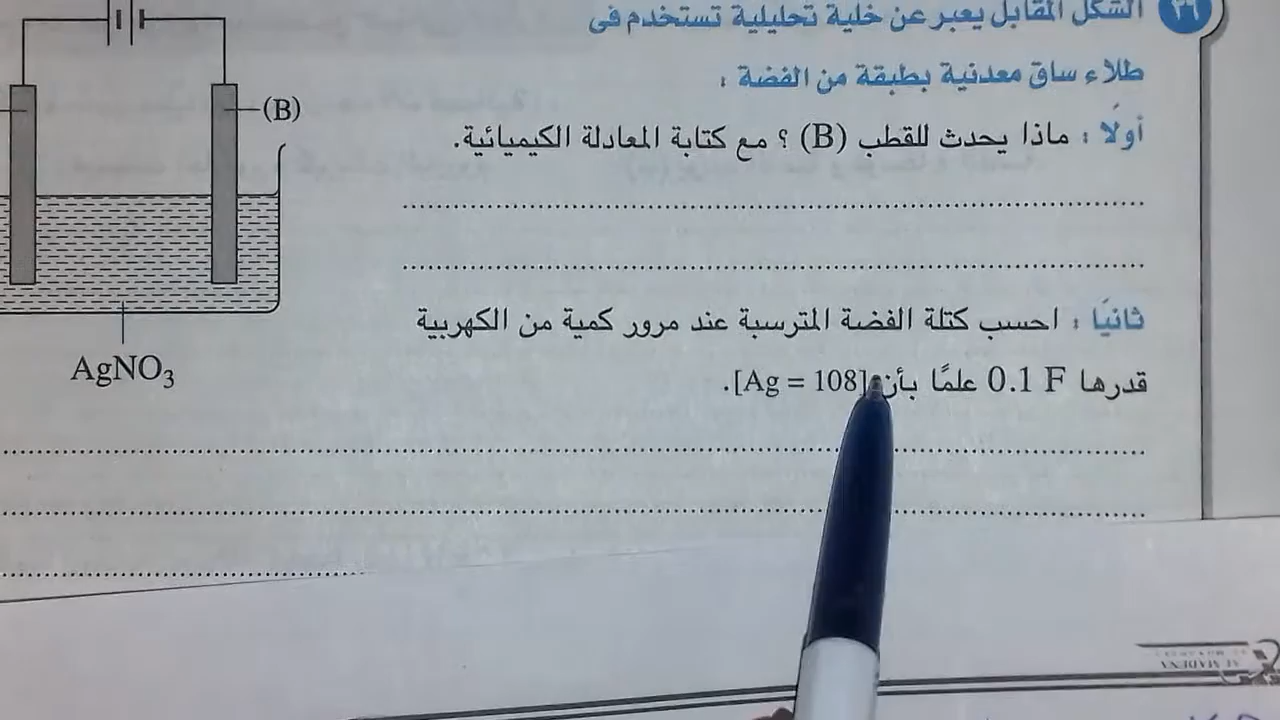 ٣٦ الشكل المقابل يعبر عن خلية تحليلية تستخدم فى
طلاء ساق معدنية بطبقة من الفضة :
أولًا : ماذا يحدث للقطب (B) ؟ مع كتابة المعادلة الكيميائية.
ثانيًا : احسب كتلة الفضة المترسبة عند مرور كمية من الكهربية
قدرها 0.1 F علمًا بأن [Ag = 108].
(B)
AgNO₃